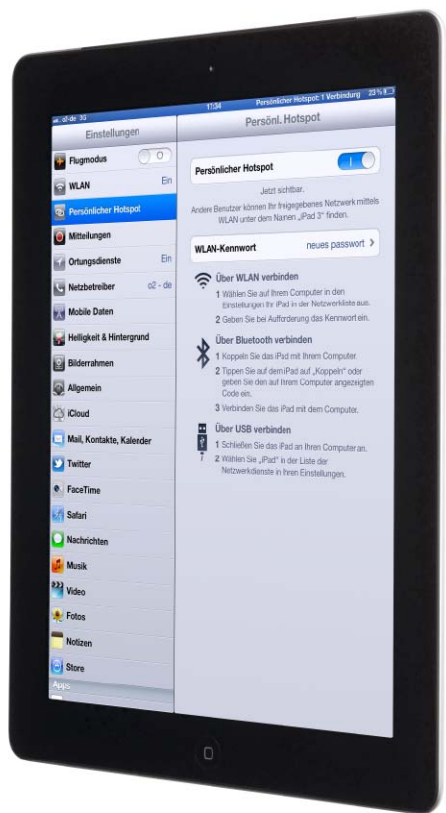 o2-de 3G
17:34
Persönlicher Hotspot: 1 Verbindung
23 %
Einstellungen
Flugmodus
WLAN Ein
Persönlicher Hotspot
Mitteilungen
Ortungsdienste Ein
Netzbetreiber o2 - de
Mobile Daten
Helligkeit & Hintergrund
Bilderrahmen
Allgemein
iCloud
Mail, Kontakte, Kalender
Twitter
FaceTime
Safari
Nachrichten
Musik
Video
Fotos
Notizen
Store
Apps
Persönl. Hotspot
Persönlicher Hotspot
Jetzt sichtbar.
Andere Benutzer können Ihr freigegebenes Netzwerk mittels
WLAN unter dem Namen „iPad 3“ finden.
WLAN-Kennwort neues passwort
Über WLAN verbinden
1 Wählen Sie auf Ihrem Computer in den
Einstellungen Ihr iPad in der Netzwerkliste aus.
2 Geben Sie bei Aufforderung das Kennwort ein.
Über Bluetooth verbinden
1 Koppeln Sie das iPad mit Ihrem Computer.
2 Tippen Sie auf dem iPad auf „Koppeln“ oder
geben Sie den auf Ihrem Computer angezeigten
Code ein.
3 Verbinden Sie das iPad mit dem Computer.
Über USB verbinden
1 Schließen Sie das iPad an Ihren Computer an.
2 Wählen Sie „iPad“ in der Liste der
Netzwerkdienste in Ihren Einstellungen.